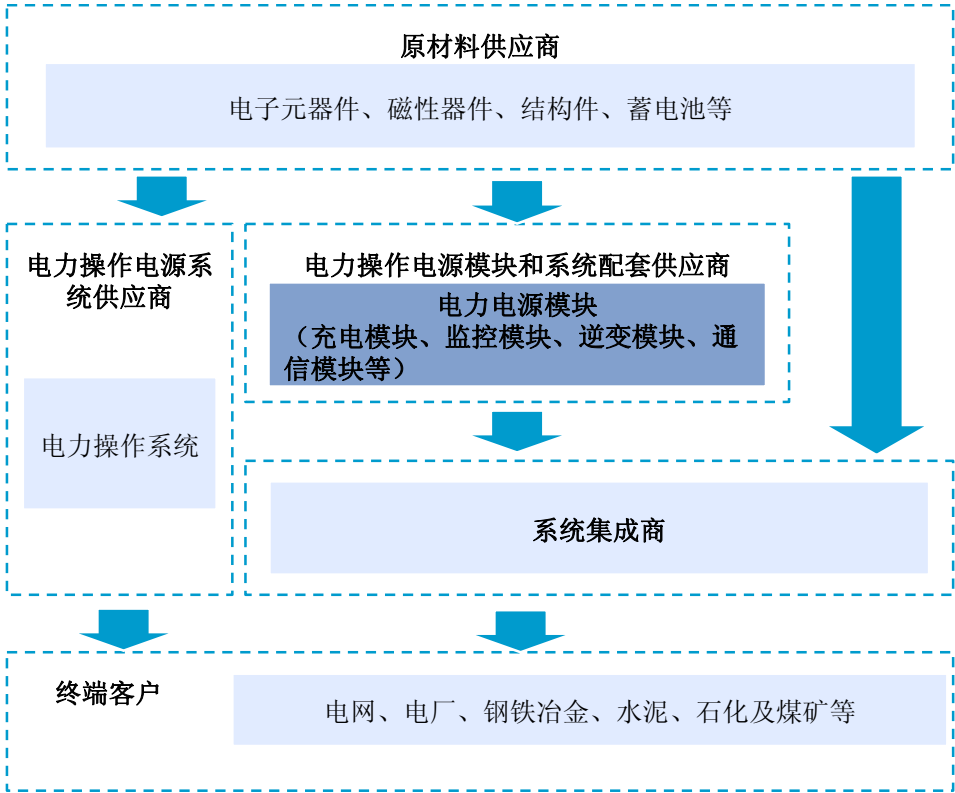 原材料供应商
电子元器件、磁性器件、结构件、蓄电池等
电力操作电源系
统供应商
电力操作系统
电力操作电源模块和系统配套供应商
电力电源模块
（充电模块、监控模块、逆变模块、通
信模块等）
系统集成商
终端客户
电网、电厂、钢铁冶金、水泥、石化及煤矿等